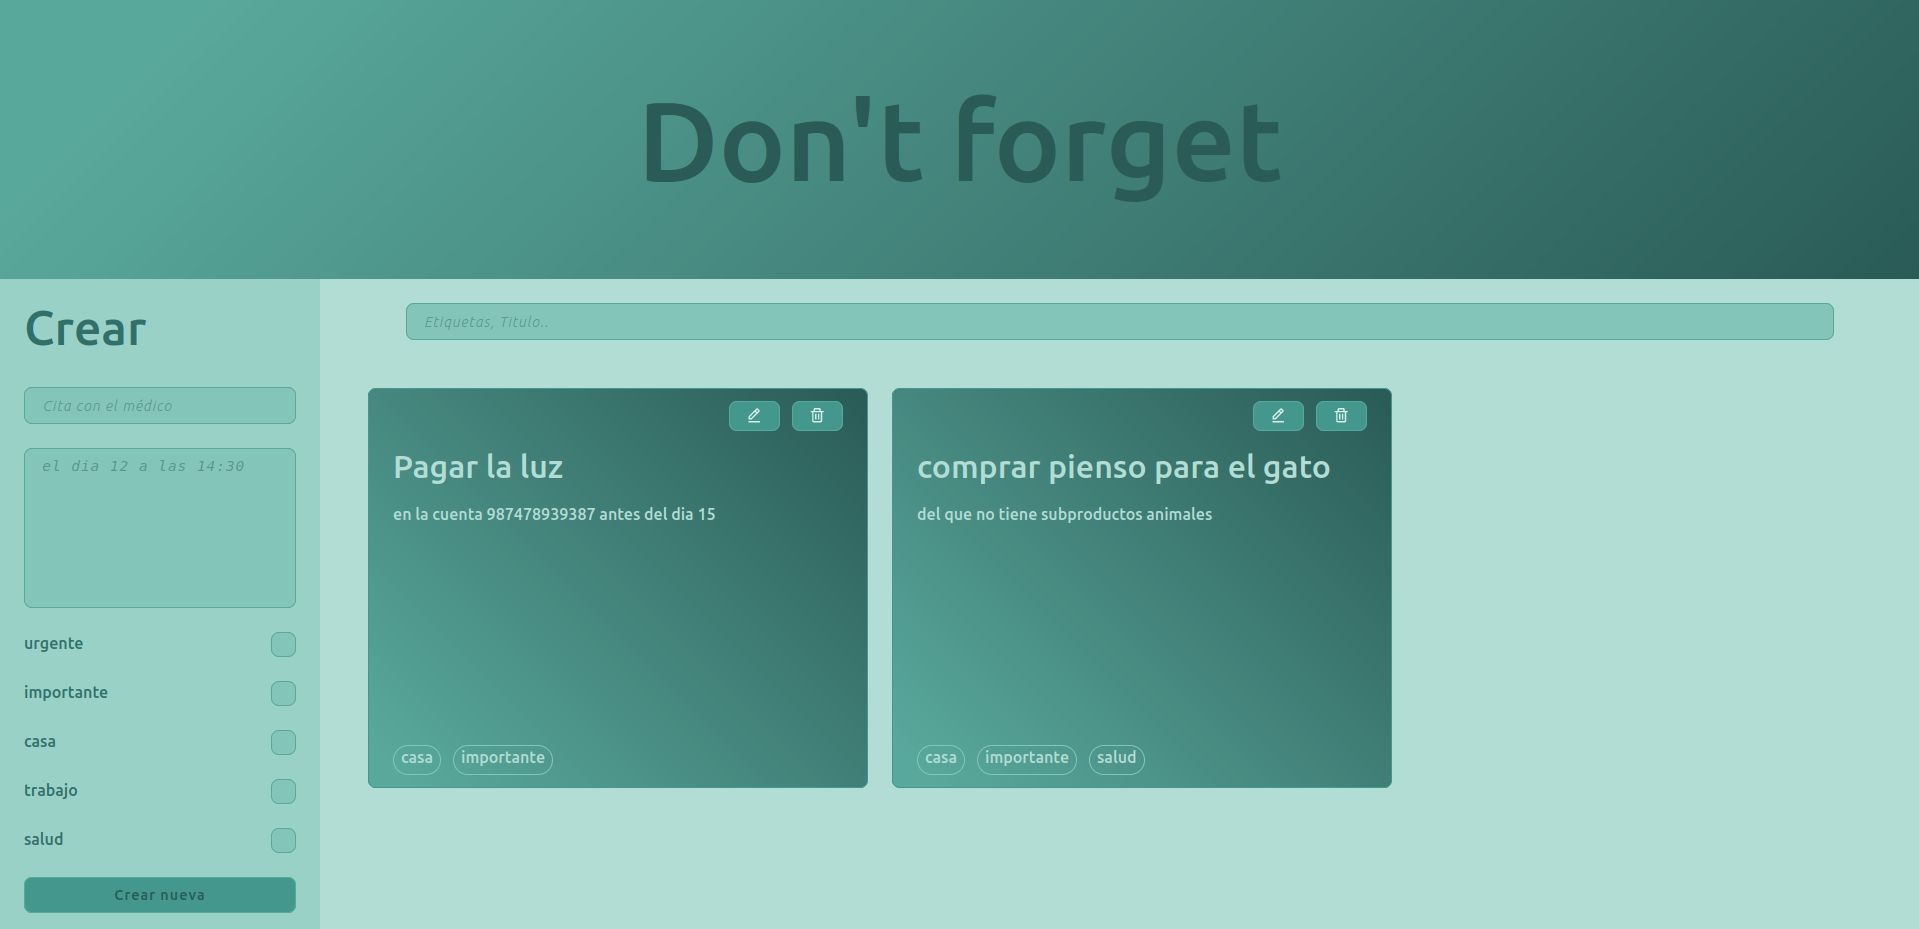 Don't forget
Crear
Cita con el médico
el dia 12 a las 14:30
urgente
importante
casa
trabajo
salud
Crear nueva
Etiquetas, Titulo..
Pagar la luz
en la cuenta 987478939387 antes del dia 15
casa importante
comprar pienso para el gato
del que no tiene subproductos animales
casa importante salud